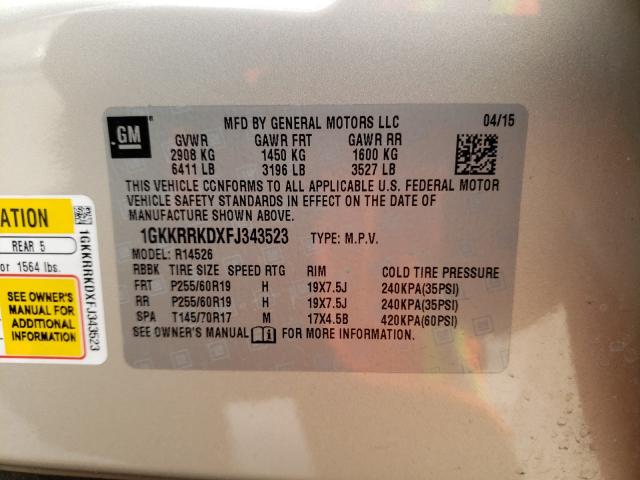 GM
MFD BY GENERAL MOTORS LLC 04/15
GVWR GAWR FRT GAWR RR
2908 KG 1450 KG 1600 KG
6411 LB 3196 LB 3527 LB
THIS VEHICLE CONFORMS TO ALL APPLICABLE U.S. FEDERAL MOTOR
VEHICLE SAFETY STANDARDS IN EFFECT ON THE DATE OF
MANUFACTURE SHOWN ABOVE.
1GKKRRKDXFJ343523 TYPE: M.P.V.
MODEL: R14526
RBBK TIRE SIZE SPEED RTG RIM COLD TIRE PRESSURE
FRT P255/60R19 H 19X7.5J 240KPA(35PSI)
RR P255/60R19 H 19X7.5J 240KPA(35PSI)
SPA T145/70R17 M 17X4.5B 420KPA(60PSI)
SEE OWNER'S MANUAL FOR MORE INFORMATION
ATION
REAR 5
or 1564 lbs.
SEE OWNER'S
MANUAL FOR
ADDITIONAL
INFORMATION
1GKKRRKDXFJ343523